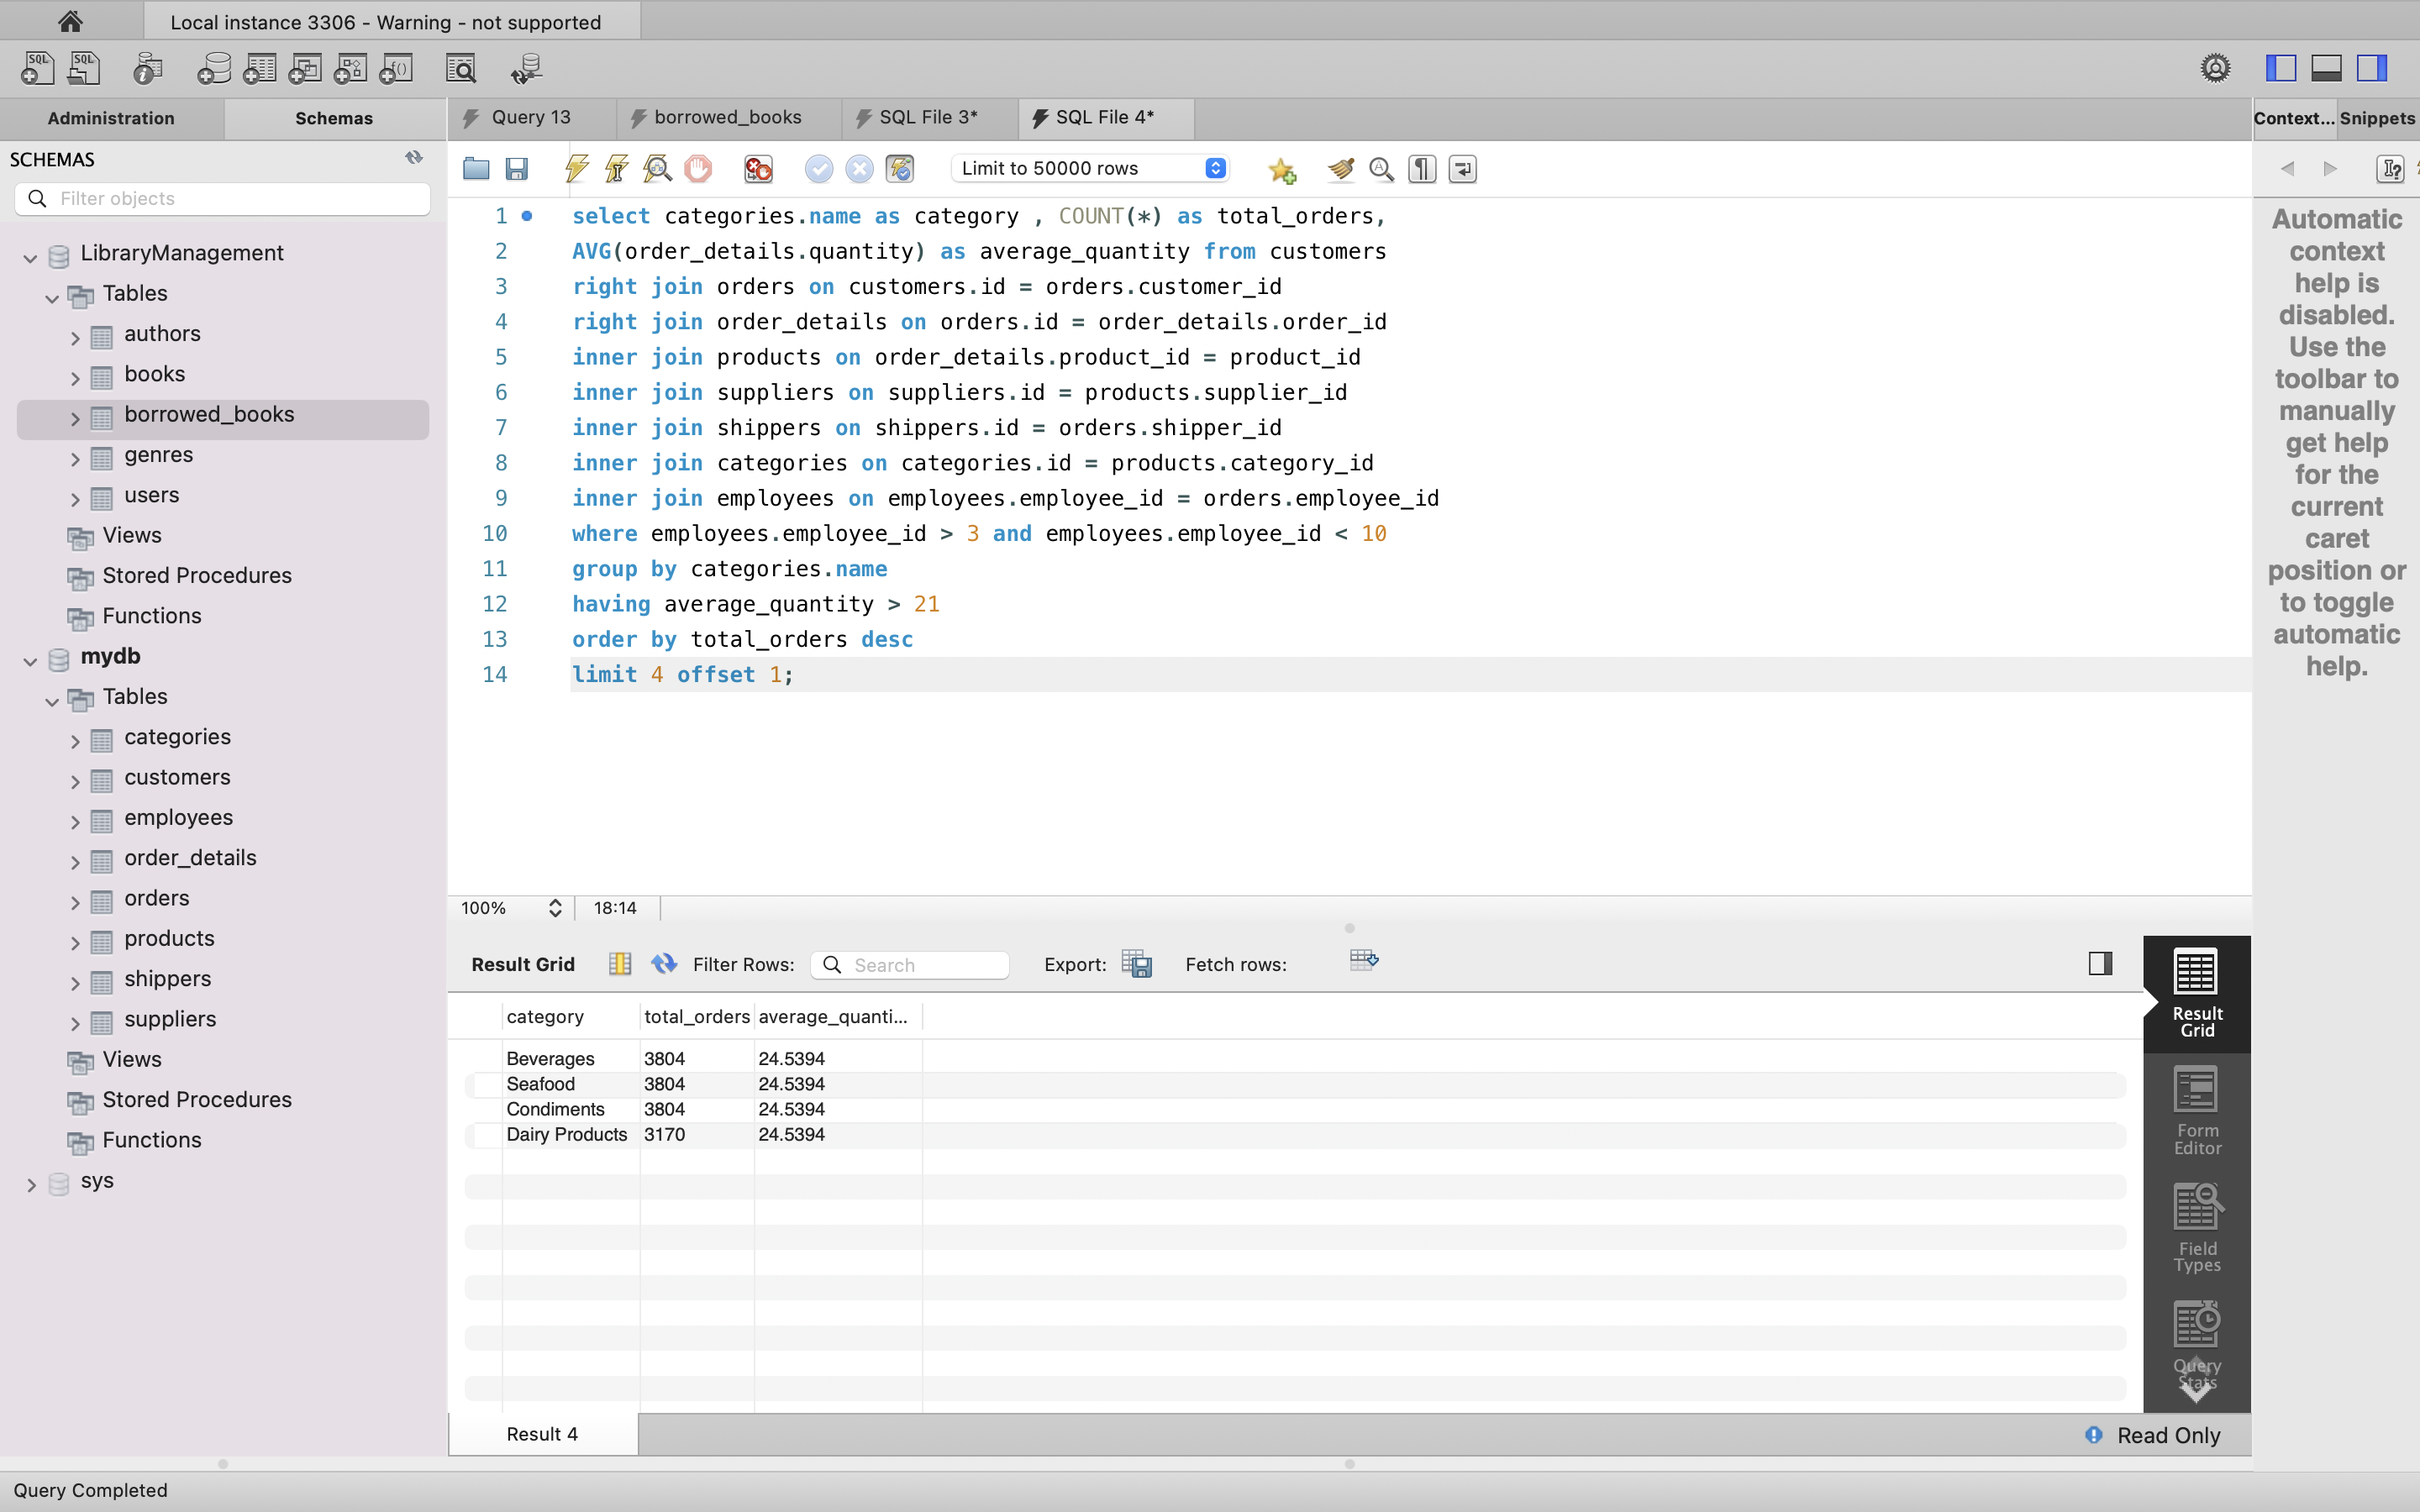 Local instance 3306 - Warning - not supported
SQL SQL
Administration Schemas
SCHEMAS
Filter objects
LibraryManagement
Tables
authors
books
borrowed_books
genres
users
Views
Stored Procedures
Functions
mydb
Tables
categories
customers
employees
order_details
orders
products
shippers
suppliers
Views
Stored Procedures
Functions
sys
Query 13 borrowed_books SQL File 3* SQL File 4*
Limit to 50000 rows
1 select categories.name as category , COUNT(*) as total_orders,
2 AVG(order_details.quantity) as average_quantity from customers
3 right join orders on customers.id = orders.customer_id
4 right join order_details on orders.id = order_details.order_id
5 inner join products on order_details.product_id = product_id
6 inner join suppliers on suppliers.id = products.supplier_id
7 inner join shippers on shippers.id = orders.shipper_id
8 inner join categories on categories.id = products.category_id
9 inner join employees on employees.employee_id = orders.employee_id
10 where employees.employee_id > 3 and employees.employee_id < 10
11 group by categories.name
12 having average_quantity > 21
13 order by total_orders desc
14 limit 4 offset 1;
100% 18:14
Result Grid Filter Rows: Search Export: Fetch rows:
category total_orders average_quanti...
Beverages 3804 24.5394
Seafood 3804 24.5394
Condiments 3804 24.5394
Dairy Products 3170 24.5394
Result
Grid
Form
Editor
Field
Types
Query
Stats
Result 4
Read Only
Context... Snippets
Automatic
context
help is
disabled.
Use the
toolbar to
manually
get help
for the
current
caret
position or
to toggle
automatic
help.
Query Completed